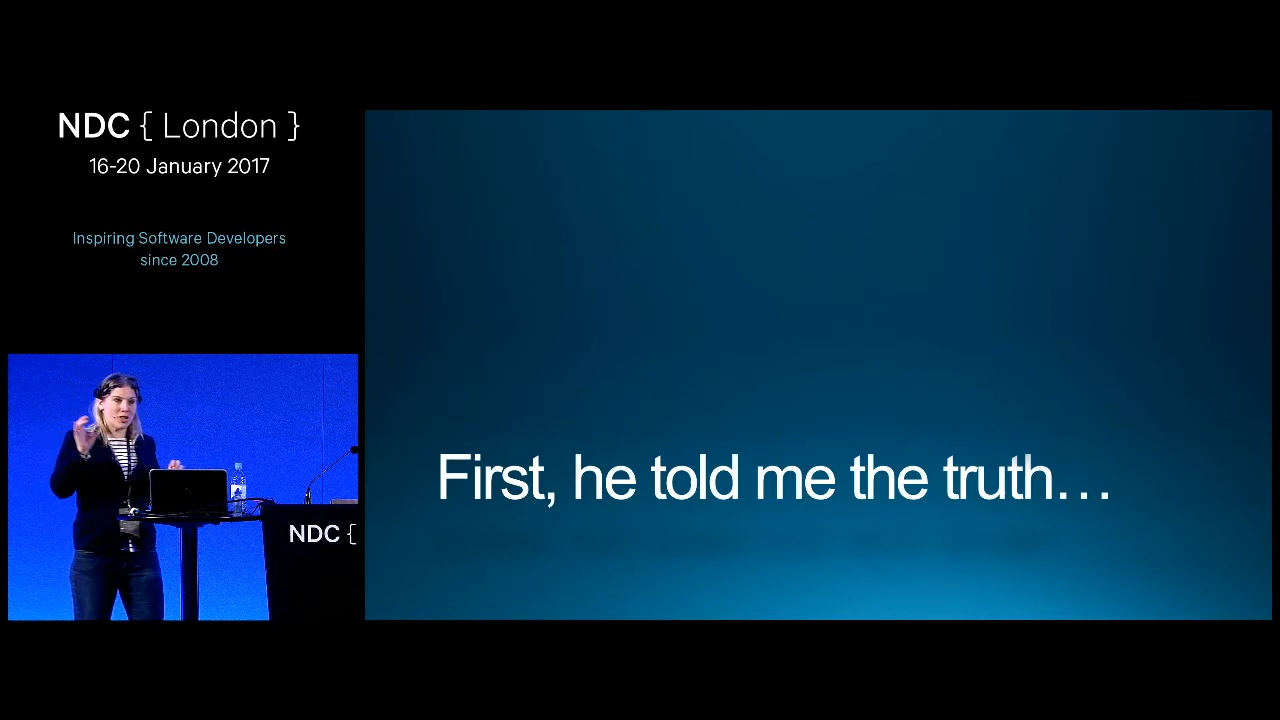 NDC { London }
16-20 January 2017
Inspiring Software Developers
since 2008
First, he told me the truth...
NDC {